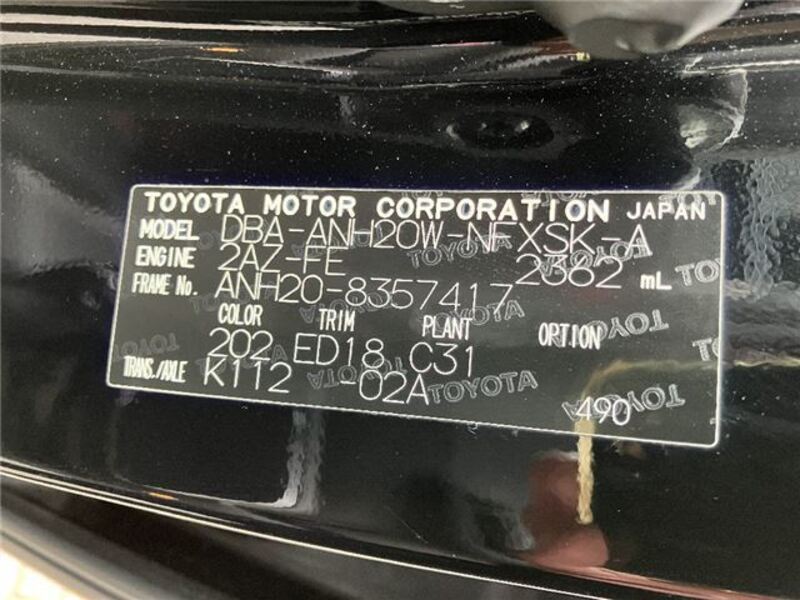 TOYOTA MOTOR CORPORATION JAPAN
MODEL DBA-ANH20W-NFXSK-A
ENGINE 2AZ-FE 2362 mL
FRAME No. ANH20-8357417
COLOR TRIM PLANT OPTION
202 ED18 C31
TRANS./AXLE K112 -02A
490